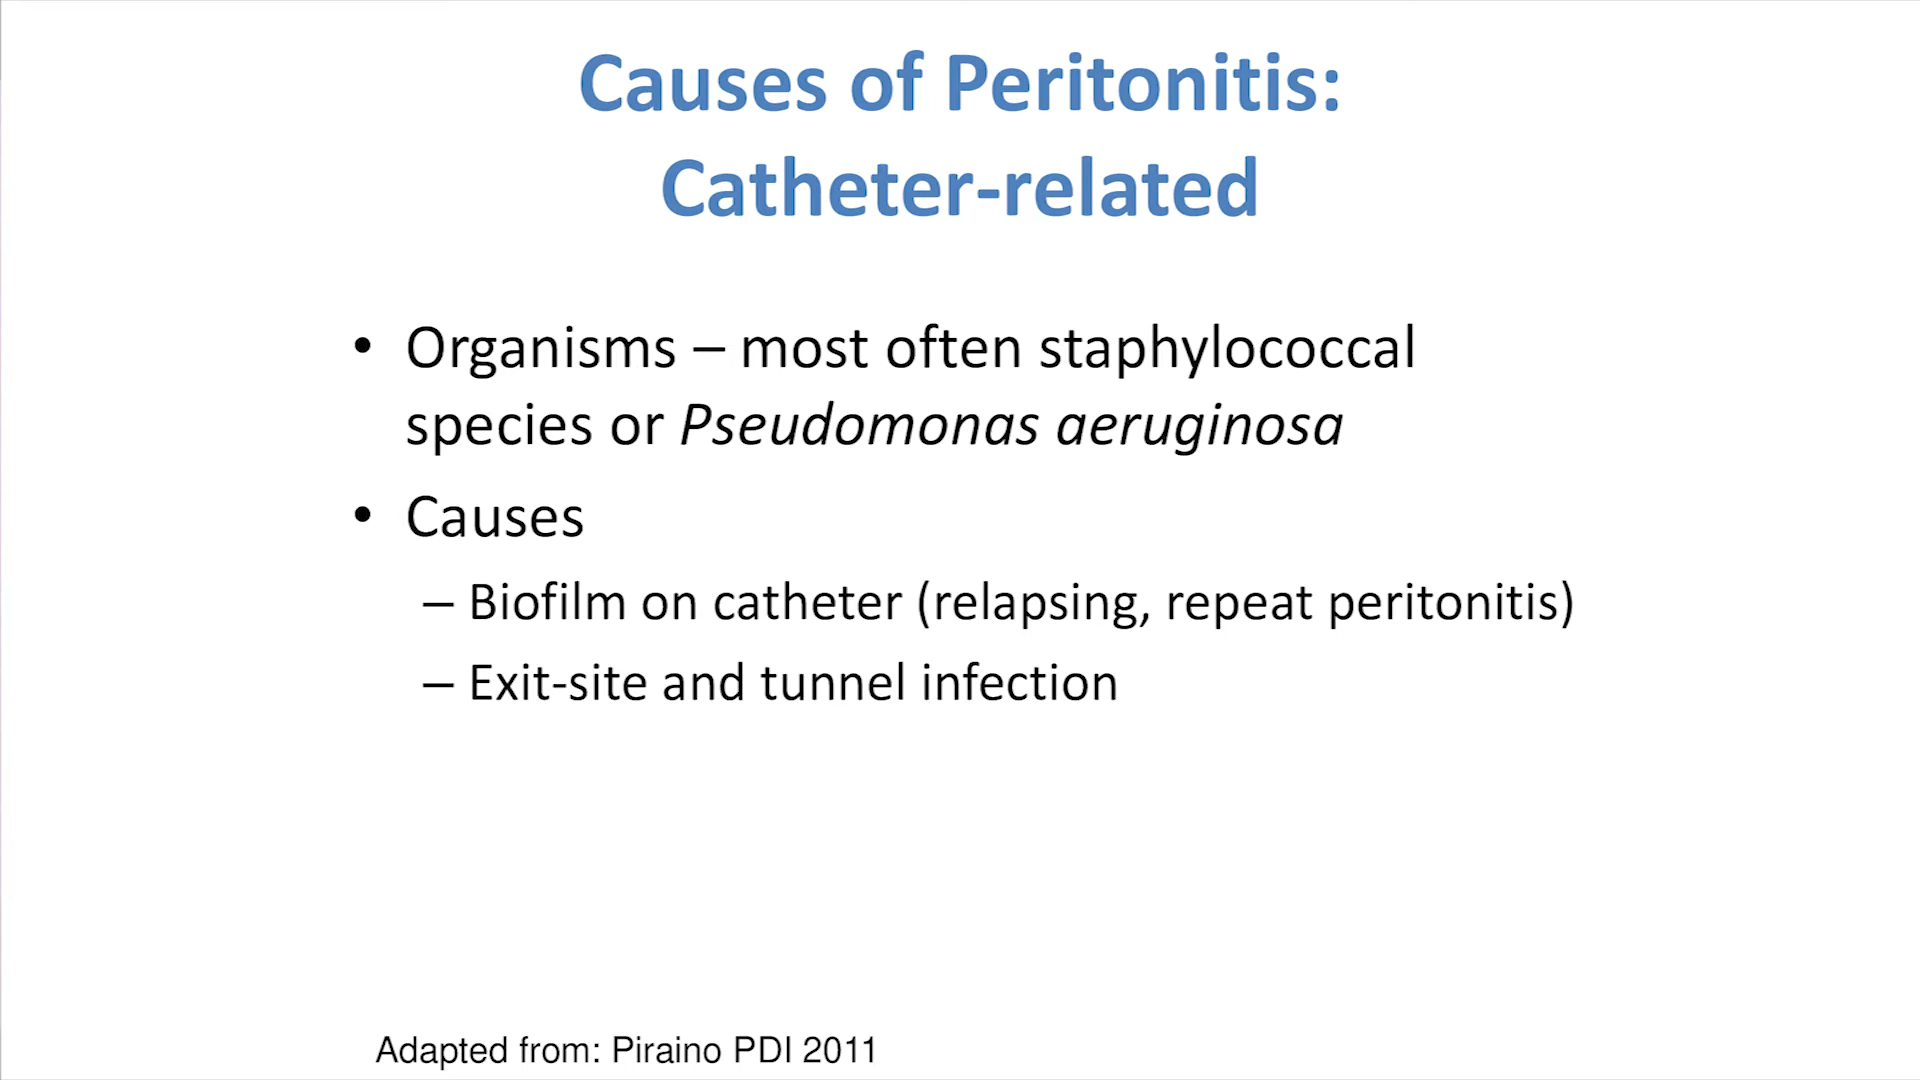 Causes of Peritonitis:
Catheter-related
• Organisms – most often staphylococcal
species or Pseudomonas aeruginosa
• Causes
– Biofilm on catheter (relapsing, repeat peritonitis)
– Exit-site and tunnel infection
Adapted from: Piraino PDI 2011